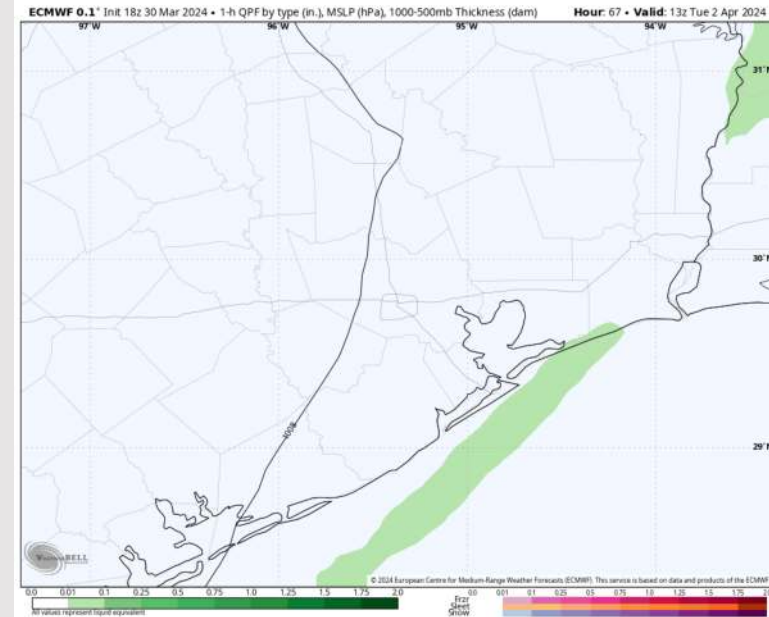 ECMWF 0.1° Init 18z 30 Mar 2024 • 1-h QPF by type (in.), MSLP (hPa), 1000-500mb Thickness (dam) Hour: 67 • Valid: 13z Tue 2 Apr 2024
97°W 96°W 95°W 94°W
31°N
30°N
1008
29°N
WeatherBELL
© 2024 European Centre for Medium-Range Weather Forecasts (ECMWF). This service is based on data and products of the ECMWF
0.0 0.01 0.1 0.25 0.5 0.75 1.0 1.25 1.5 1.75 2.0
0.0 0.01 0.1 0.25 0.5 0.75 1.0 1.25 1.5 1.75
All values represent liquid equivalent
Frzr
Sleet
Snow